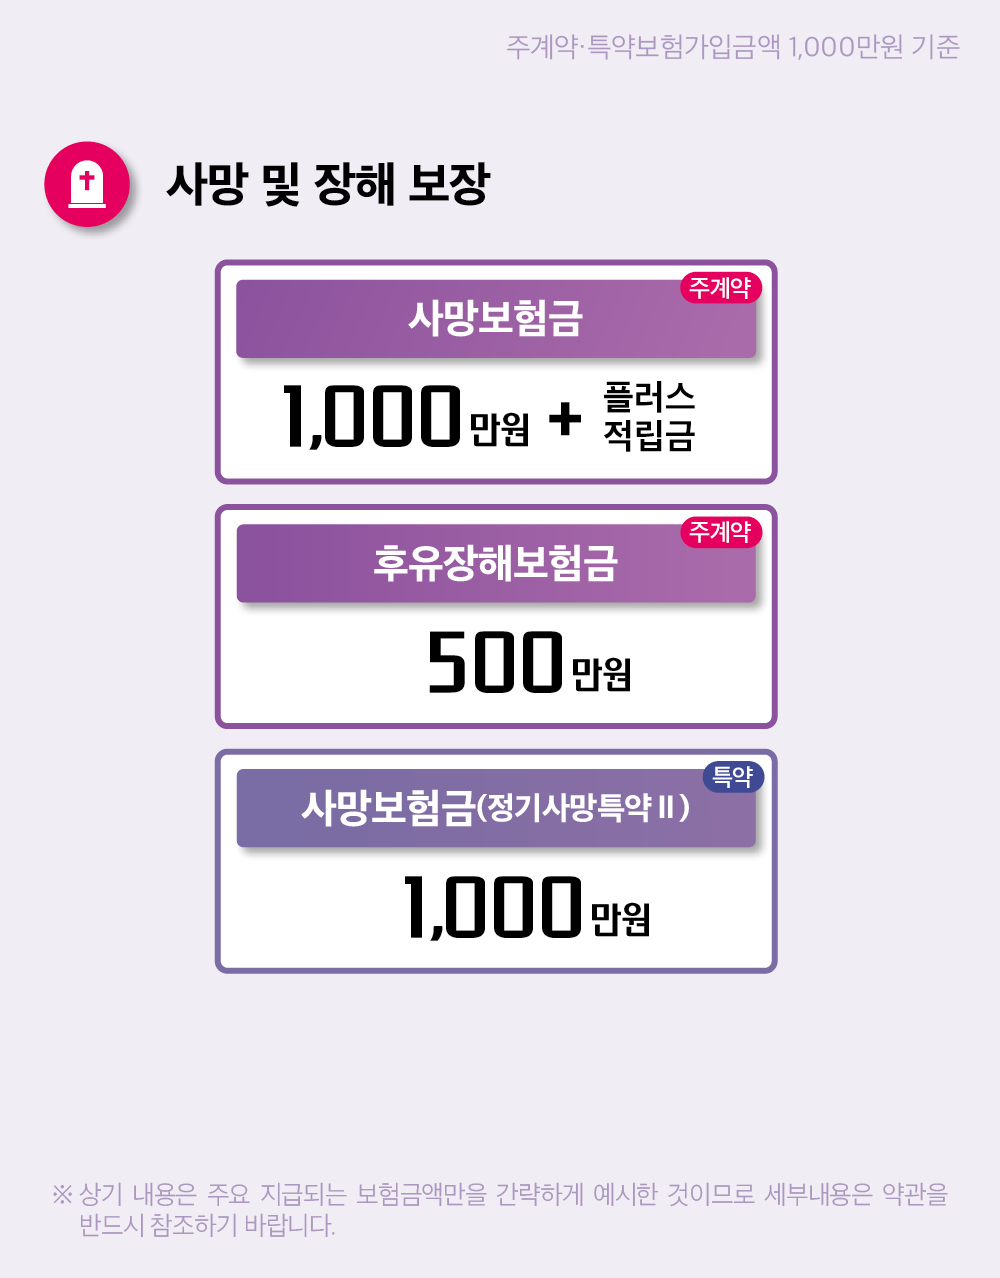 주계약·특약보험가입금액 1,000만원 기준
사망 및 장해 보장
주계약
사망보험금
1,000만원 + 플러스
적립금
주계약
후유장해보험금
500만원
특약
사망보험금(정기사망특약Ⅱ)
1,000만원
※ 상기 내용은 주요 지급되는 보험금액만을 간략하게 예시한 것이므로 세부내용은 약관을
반드시 참조하기 바랍니다.